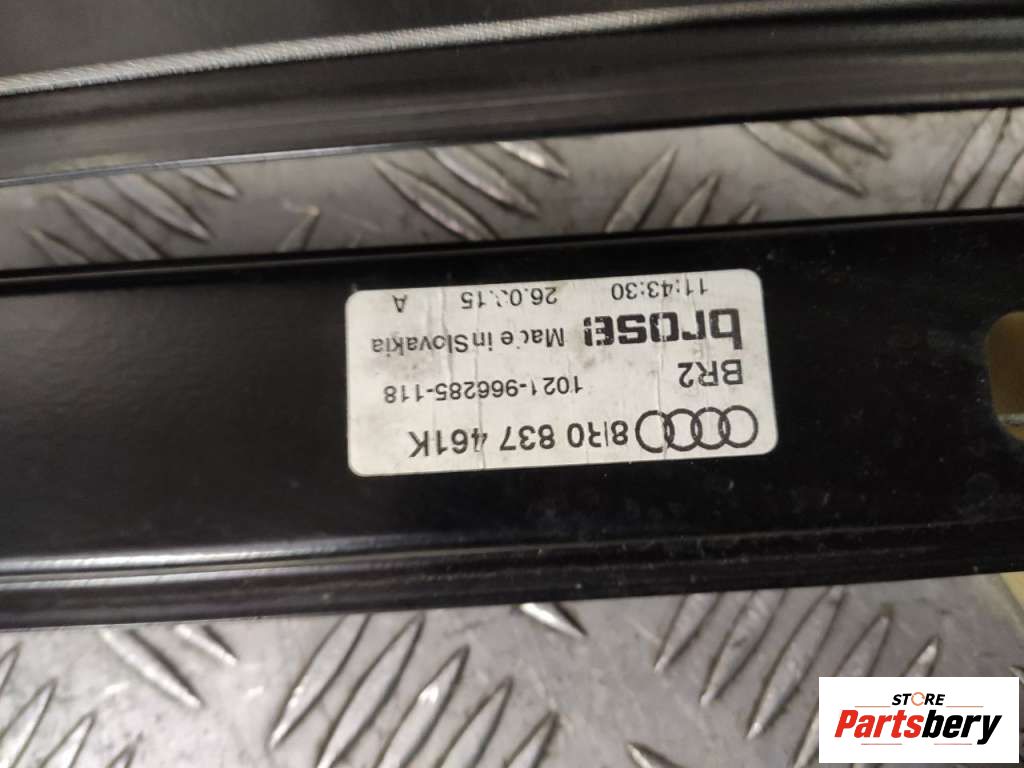 8R0 837 461K
BR2 1021-966285-118
brose Made in Slovakia
11:43:30 A
STORE
Partsbery